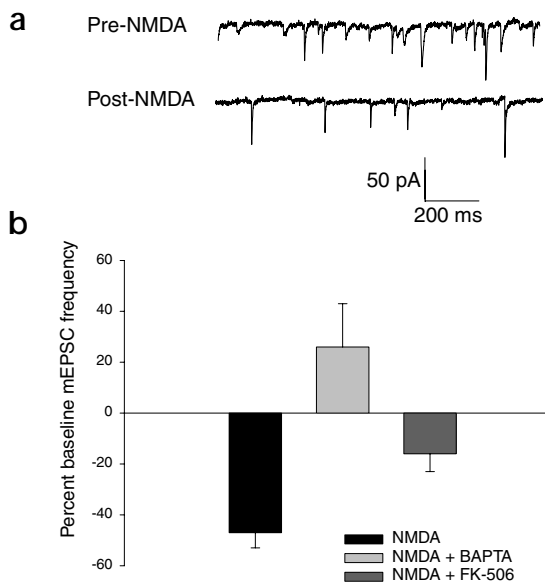 a
Pre-NMDA
Post-NMDA
50 pA
200 ms
b
Percent baseline mEPSC frequency
60
40
20
0
-20
-40
-60
NMDA
NMDA + BAPTA
NMDA + FK-506